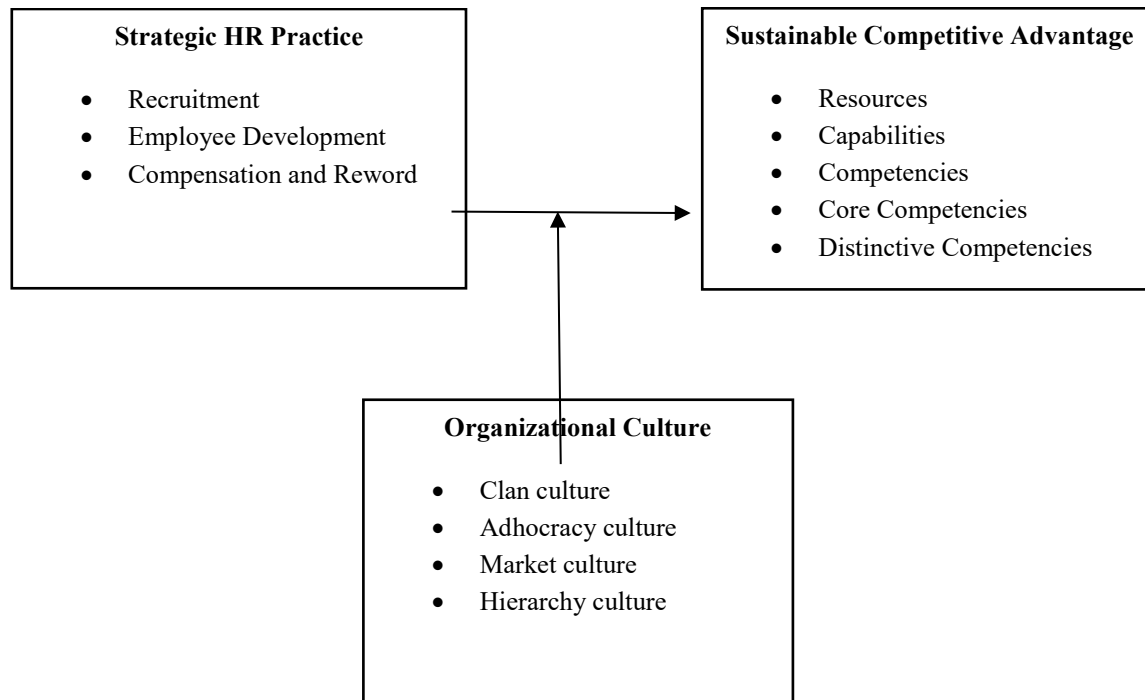 Strategic HR Practice
• Recruitment
• Employee Development
• Compensation and Reword
Sustainable Competitive Advantage
• Resources
• Capabilities
• Competencies
• Core Competencies
• Distinctive Competencies
Organizational Culture
• Clan culture
• Adhocracy culture
• Market culture
• Hierarchy culture